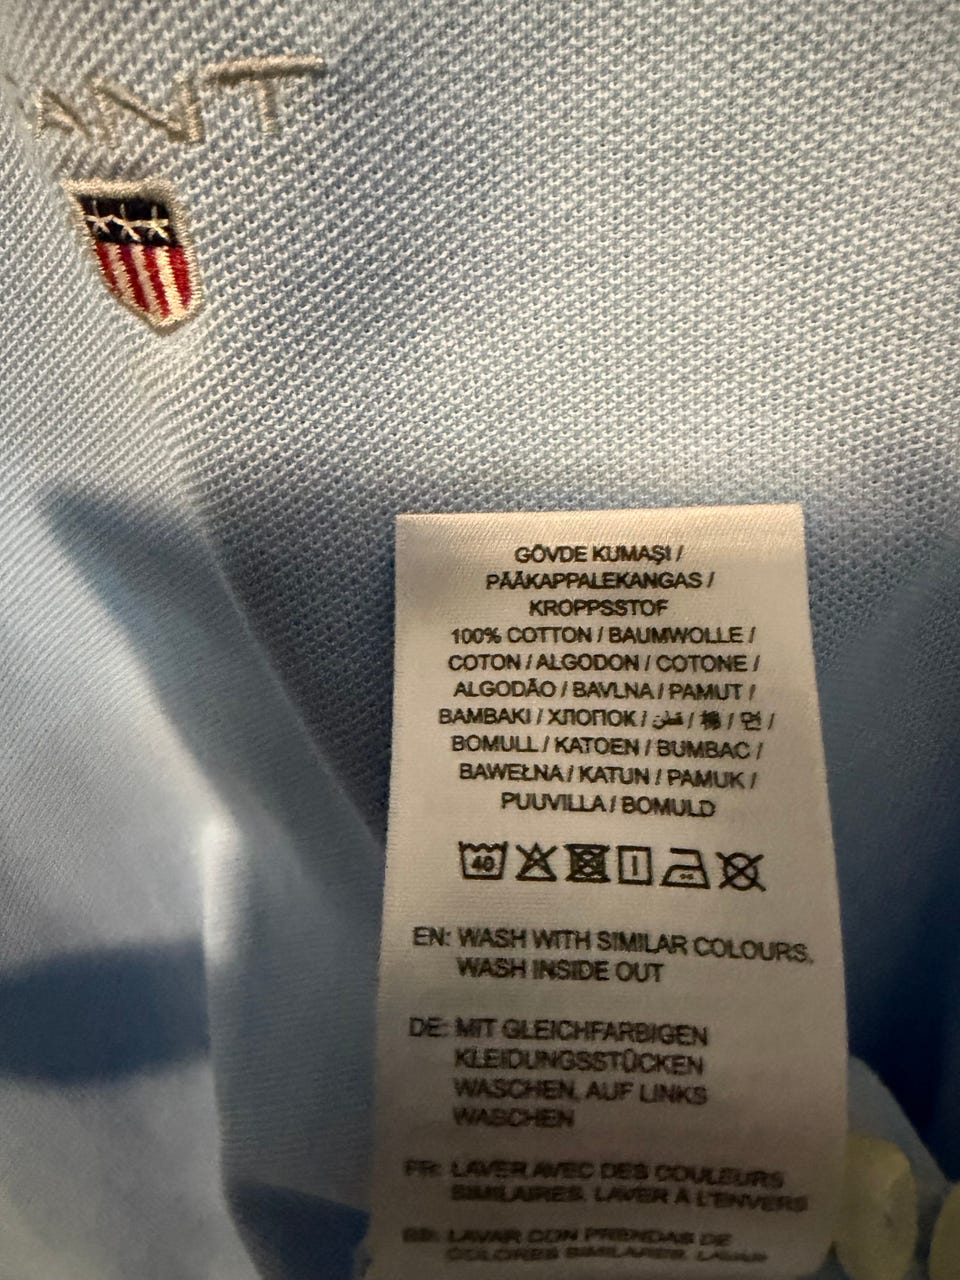 ANT
GÖVDE KUMAŞI /
PÄÄKAPPALEKANGAS /
KROPPSSTOF
100% COTTON / BAUMWOLLE /
COTON / ALGODON / COTONE /
ALGODÃO / BAVLNA / PAMUT /
BAMBAKI / ХЛОПОК / قطن / 棉 / 면 /
BOMULL / KATOEN / BUMBAC /
BAWEŁNA / KATUN / PAMUK /
PUUVILLA / BOMULD
40
EN: WASH WITH SIMILAR COLOURS,
WASH INSIDE OUT
DE: MIT GLEICHFARBIGEN
KLEIDUNGSSTÜCKEN
WASCHEN, AUF LINKS
WASCHEN
FR: LAVER AVEC DES COULEURS
SIMILAIRES. LAVER À L'ENVERS
LAVAR CON PRENDAS DE
COLORES SIMILARES. LAVAR